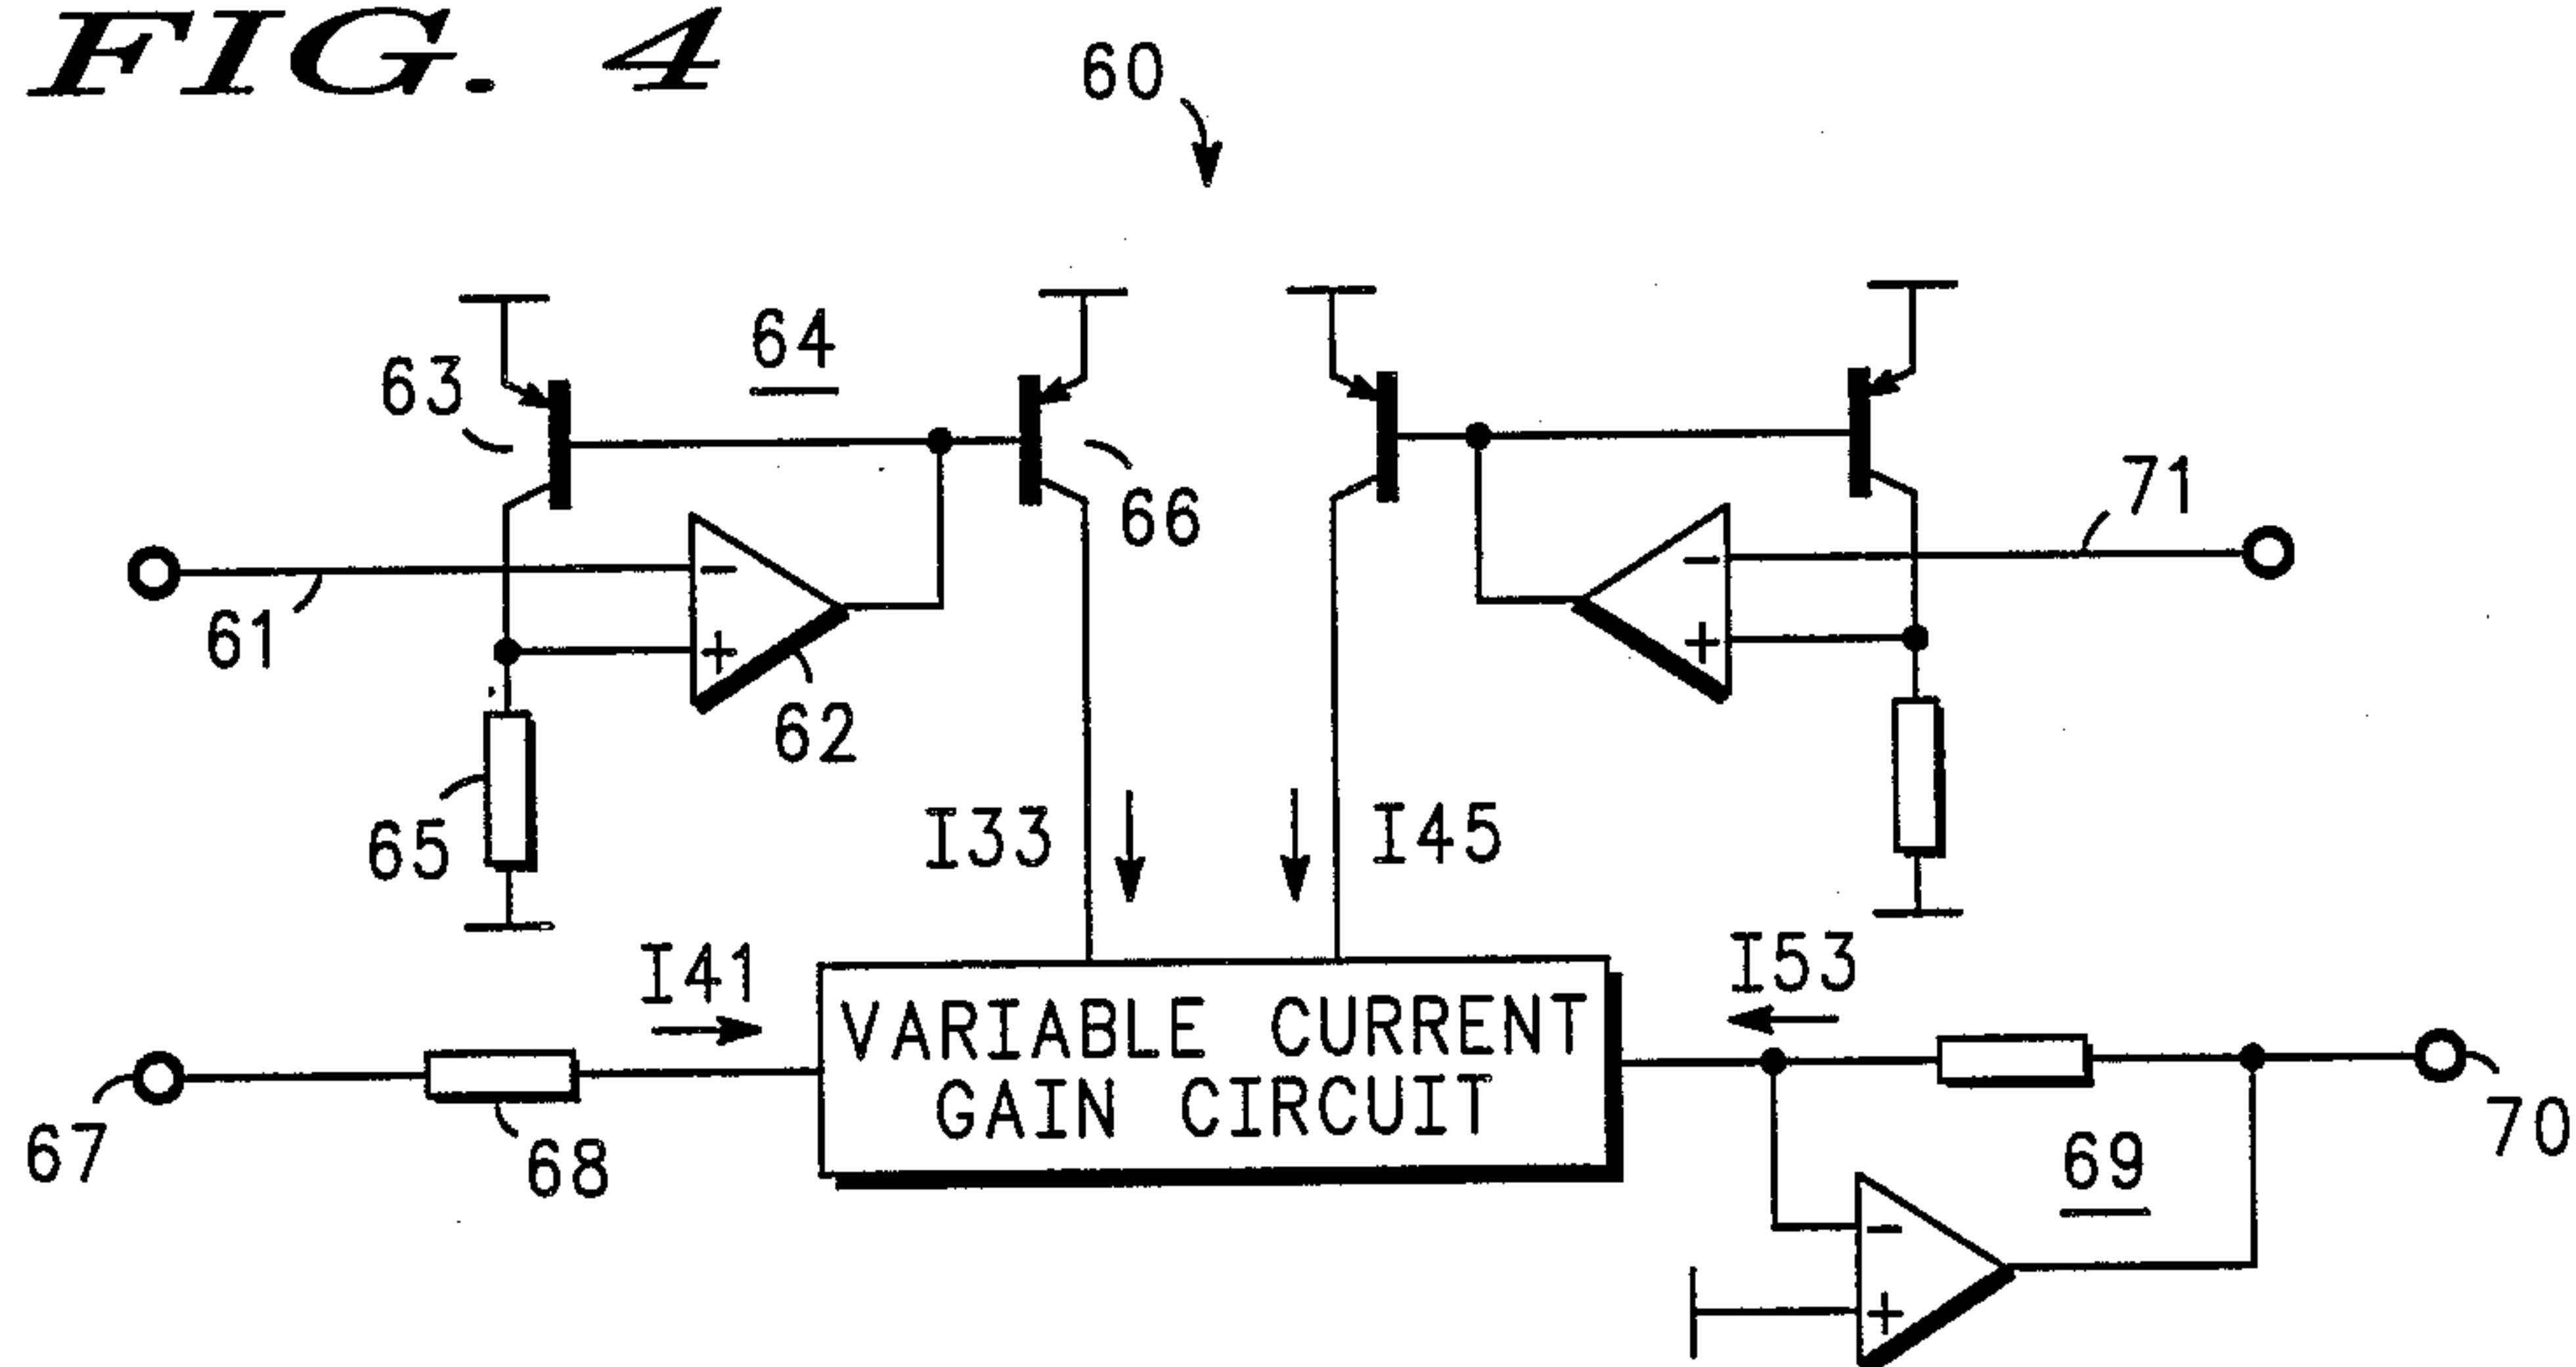 FIG. 4
60
63
64
66
71
61
62
65
I33
I45
I41
I53
VARIABLE CURRENT
GAIN CIRCUIT
67
68
69
70
-
+
-
+
-
+